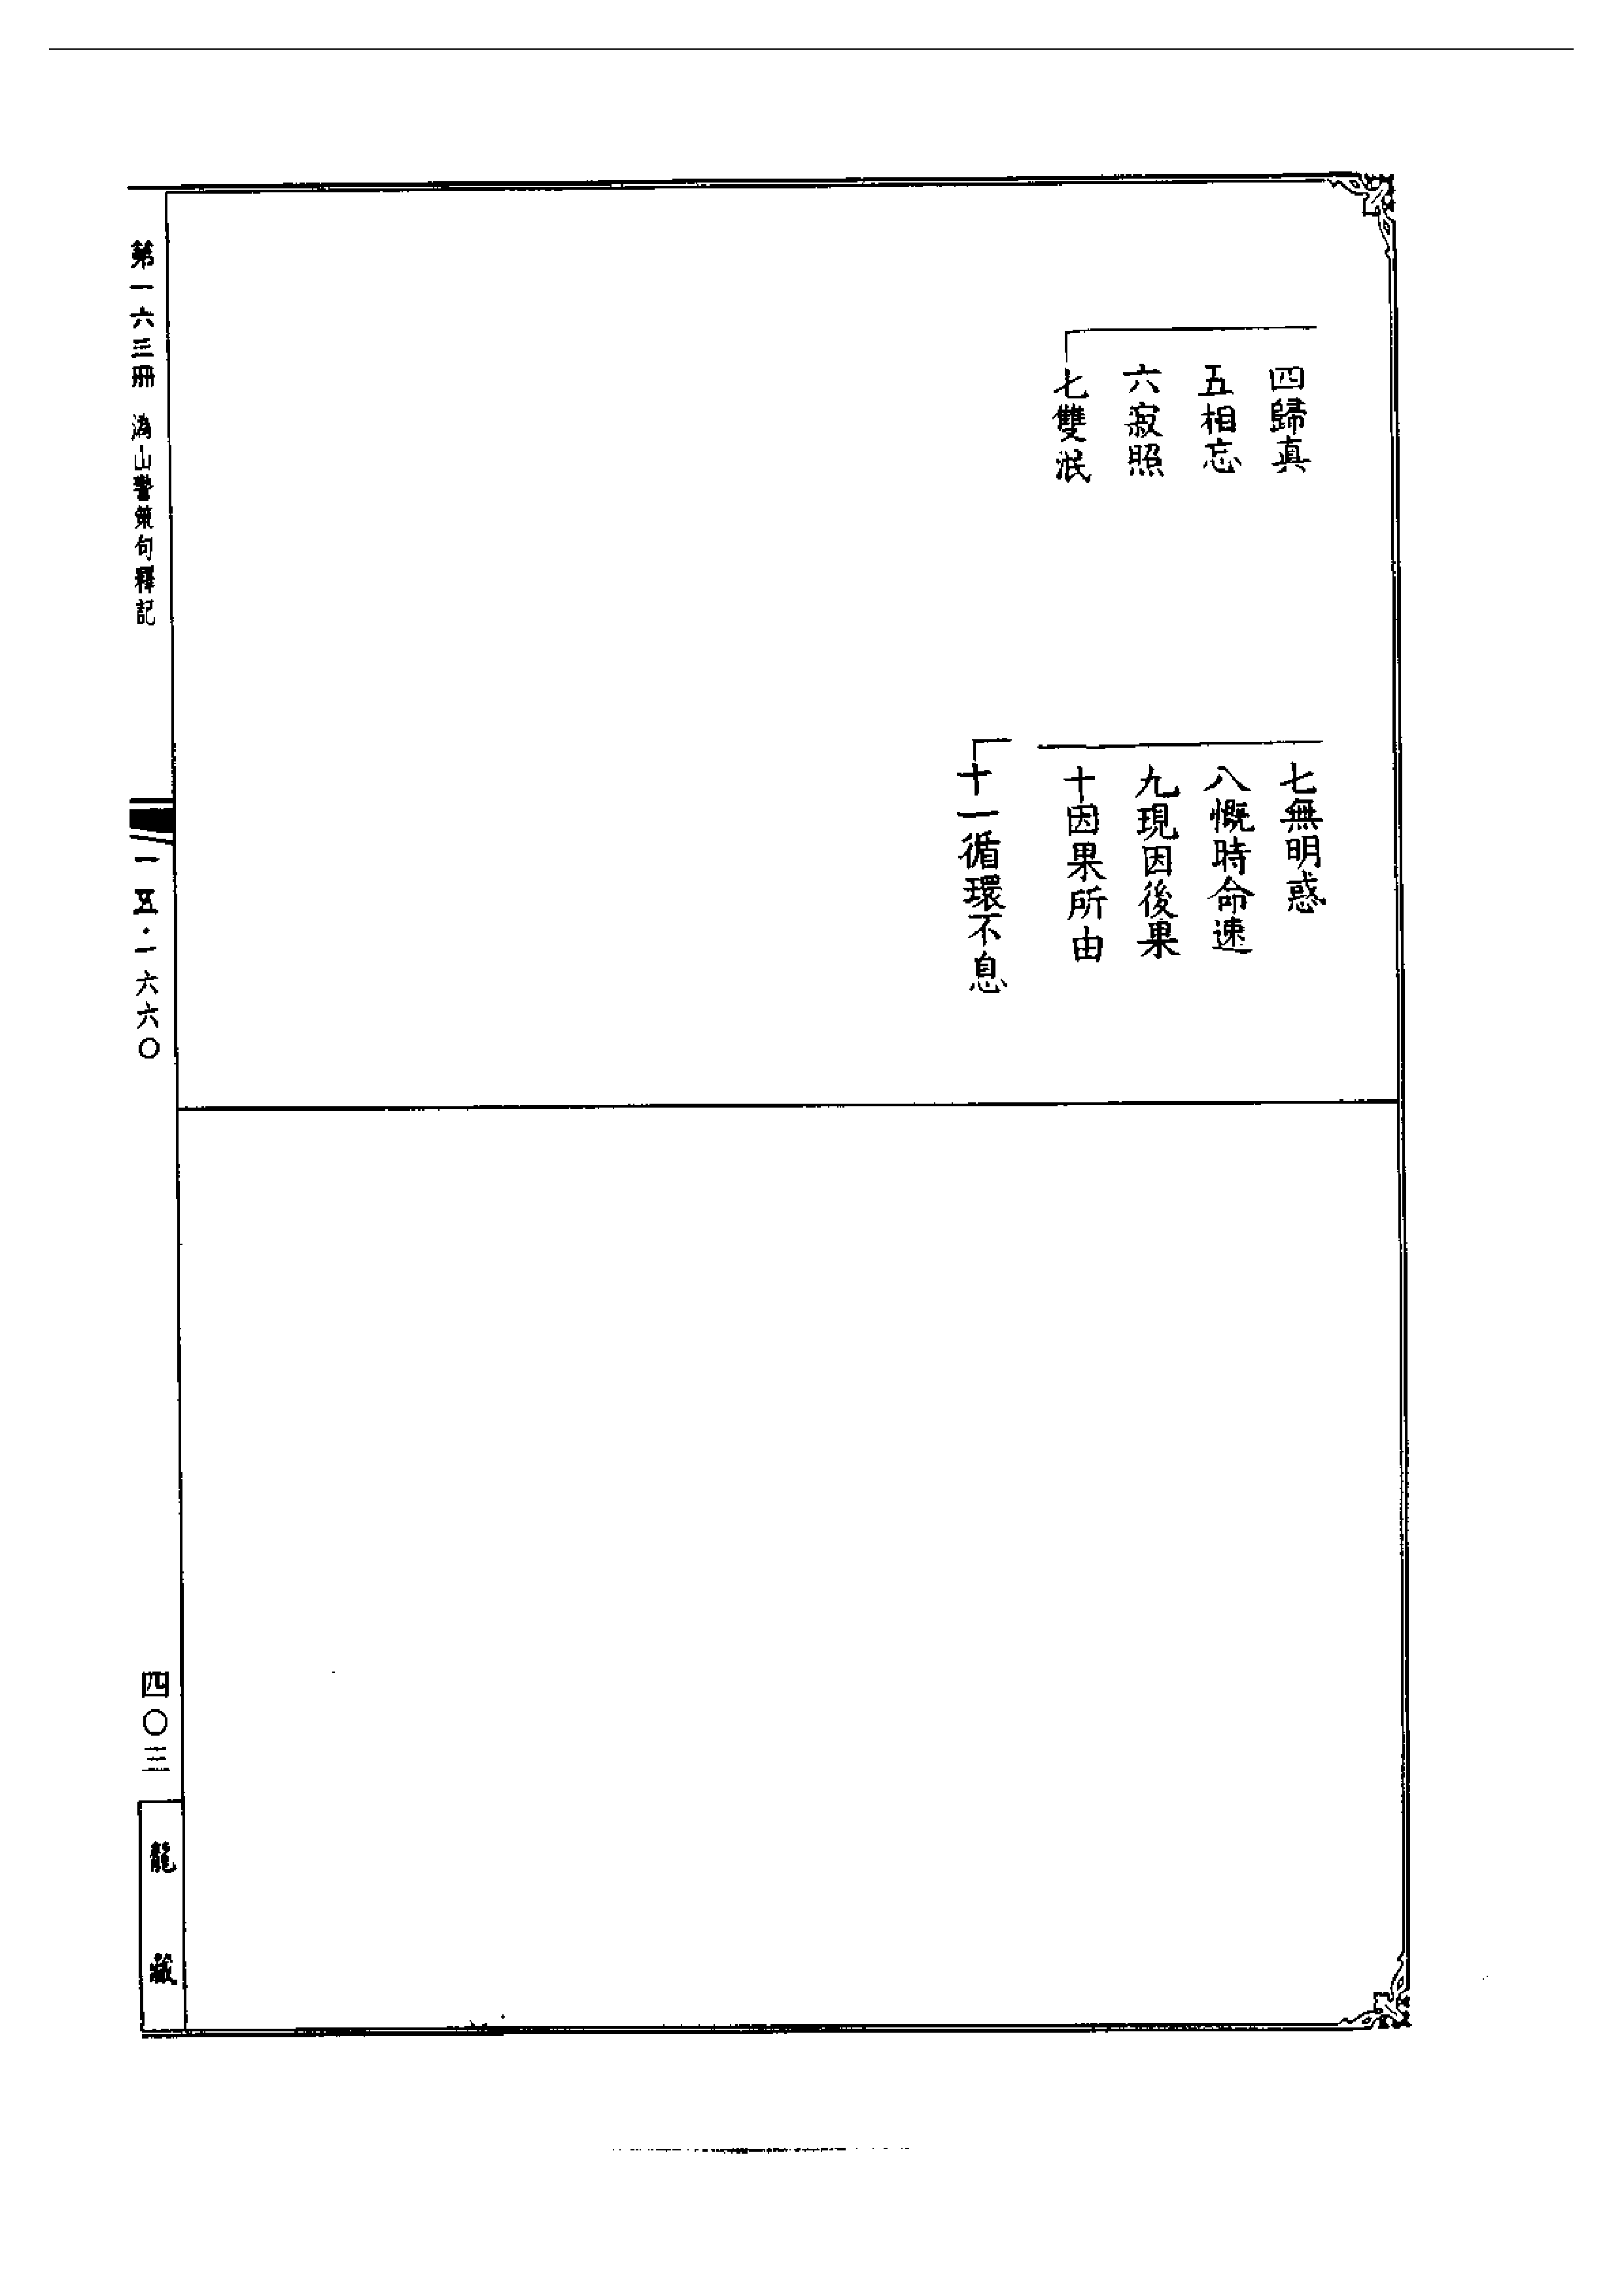 四歸真
五相忘
六寂照
七雙泯
七無明惑
八慨時命速
九現因後果
十因果所由
十一循環不息
第一六三冊 溈山警策句釋記
一五·一六六〇
四〇三
龍藏